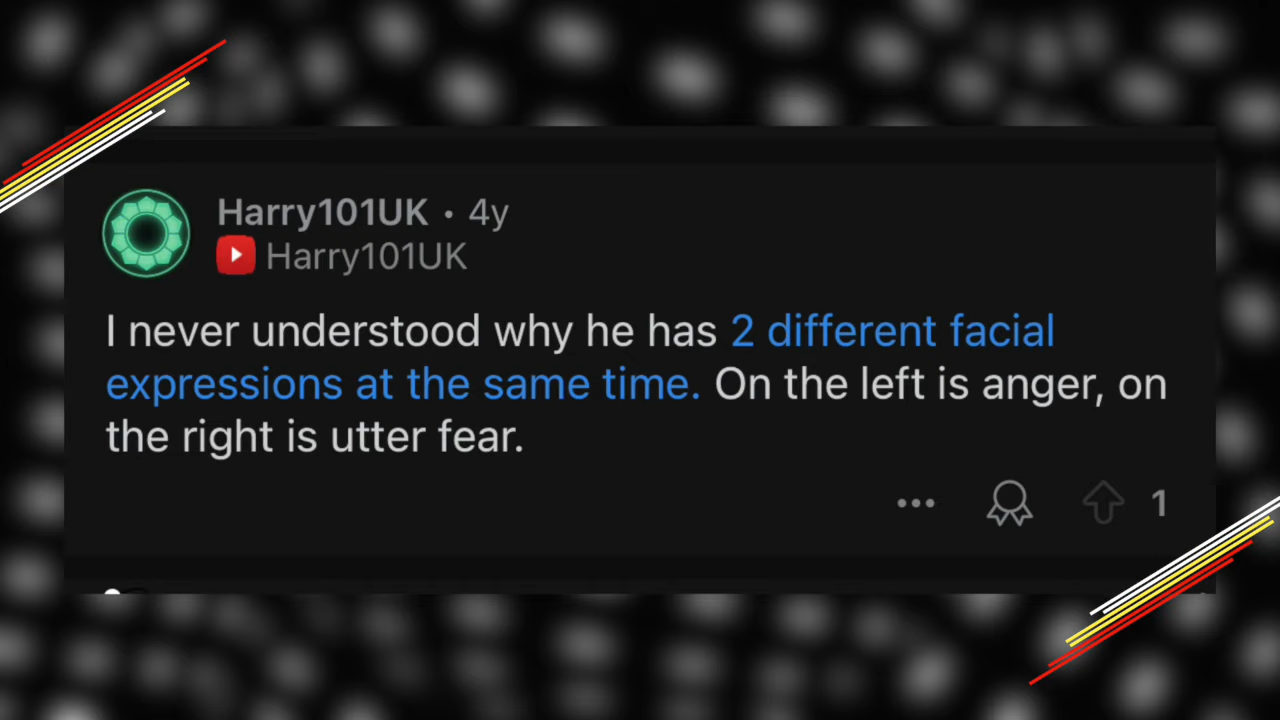 Harry101UK • 4y
Harry101UK
I never understood why he has 2 different facial
expressions at the same time. On the left is anger, on
the right is utter fear.
1